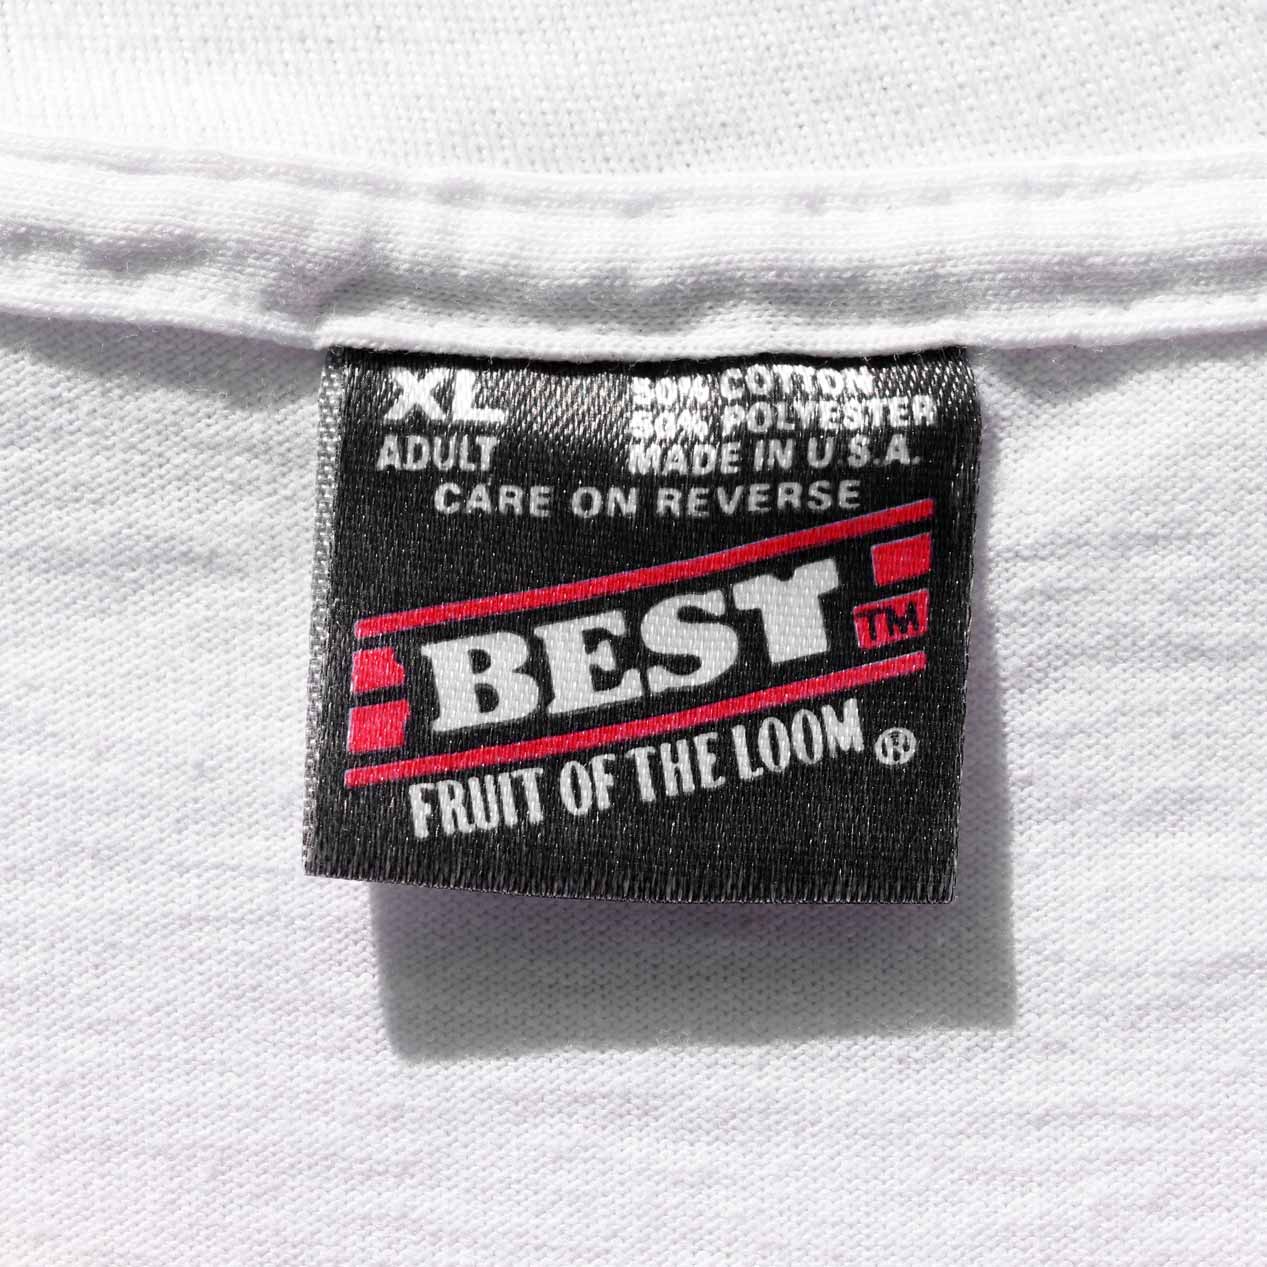 XL
ADULT
50% COTTON
50% POLYESTER
MADE IN U.S.A.
CARE ON REVERSE
BEST TM
FRUIT OF THE LOOM ®